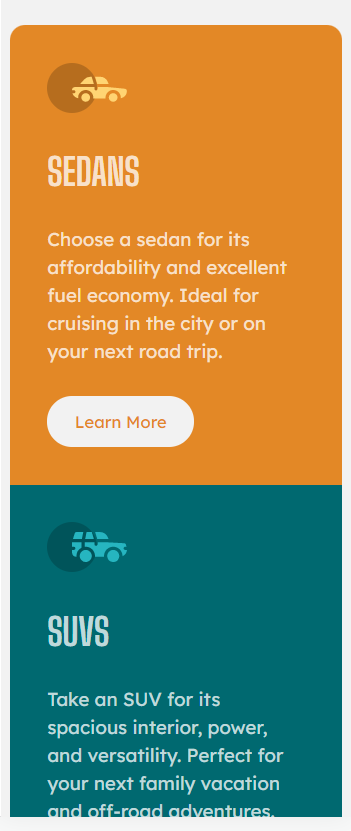 SEDANS
Choose a sedan for its
affordability and excellent
fuel economy. Ideal for
cruising in the city or on
your next road trip.
Learn More
SUVS
Take an SUV for its
spacious interior, power,
and versatility. Perfect for
your next family vacation
and off-road adventures.